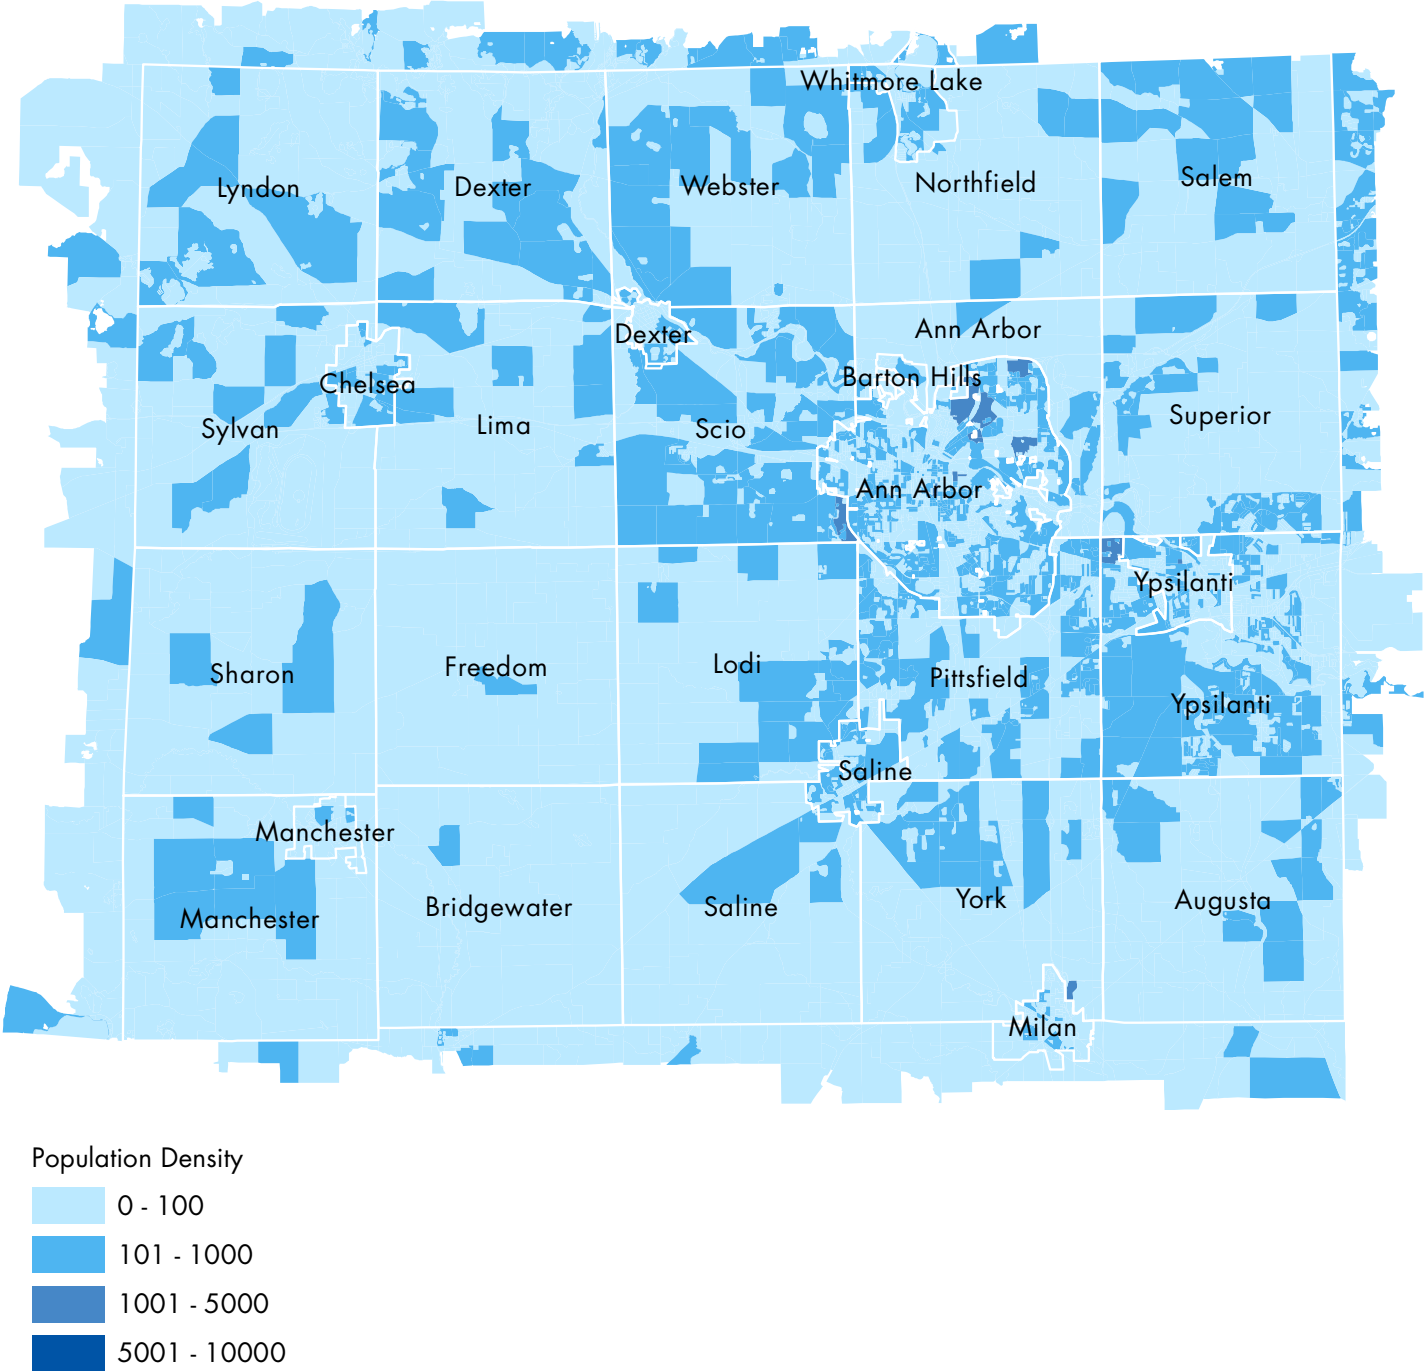 Whitmore Lake
Lyndon
Dexter
Webster
Northfield
Salem
Dexter
Ann Arbor
Chelsea
Barton Hills
Sylvan
Lima
Scio
Superior
Ann Arbor
Ypsilanti
Sharon
Freedom
Lodi
Pittsfield
Ypsilanti
Saline
Manchester
Manchester
Bridgewater
Saline
York
Augusta
Milan
Population Density
0 - 100
101 - 1000
1001 - 5000
5001 - 10000